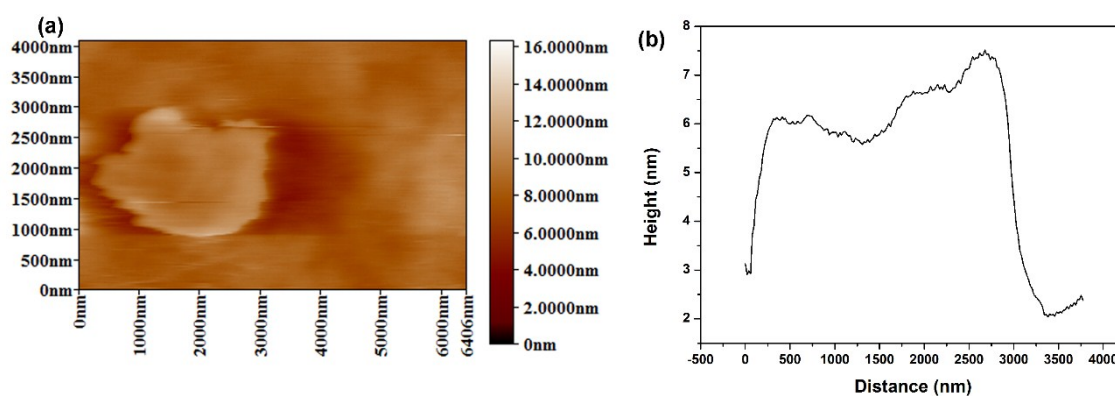 (a)
4000nm
3500nm
3000nm
2500nm
2000nm
1500nm
1000nm
500nm
0nm
0nm
1000nm
2000nm
3000nm
4000nm
5000nm
6000nm
6406nm
16.0000nm
14.0000nm
12.0000nm
10.0000nm
8.0000nm
6.0000nm
4.0000nm
2.0000nm
0nm
(b)
Height (nm)
8
7
6
5
4
3
2
-500 0 500 1000 1500 2000 2500 3000 3500 4000
Distance (nm)